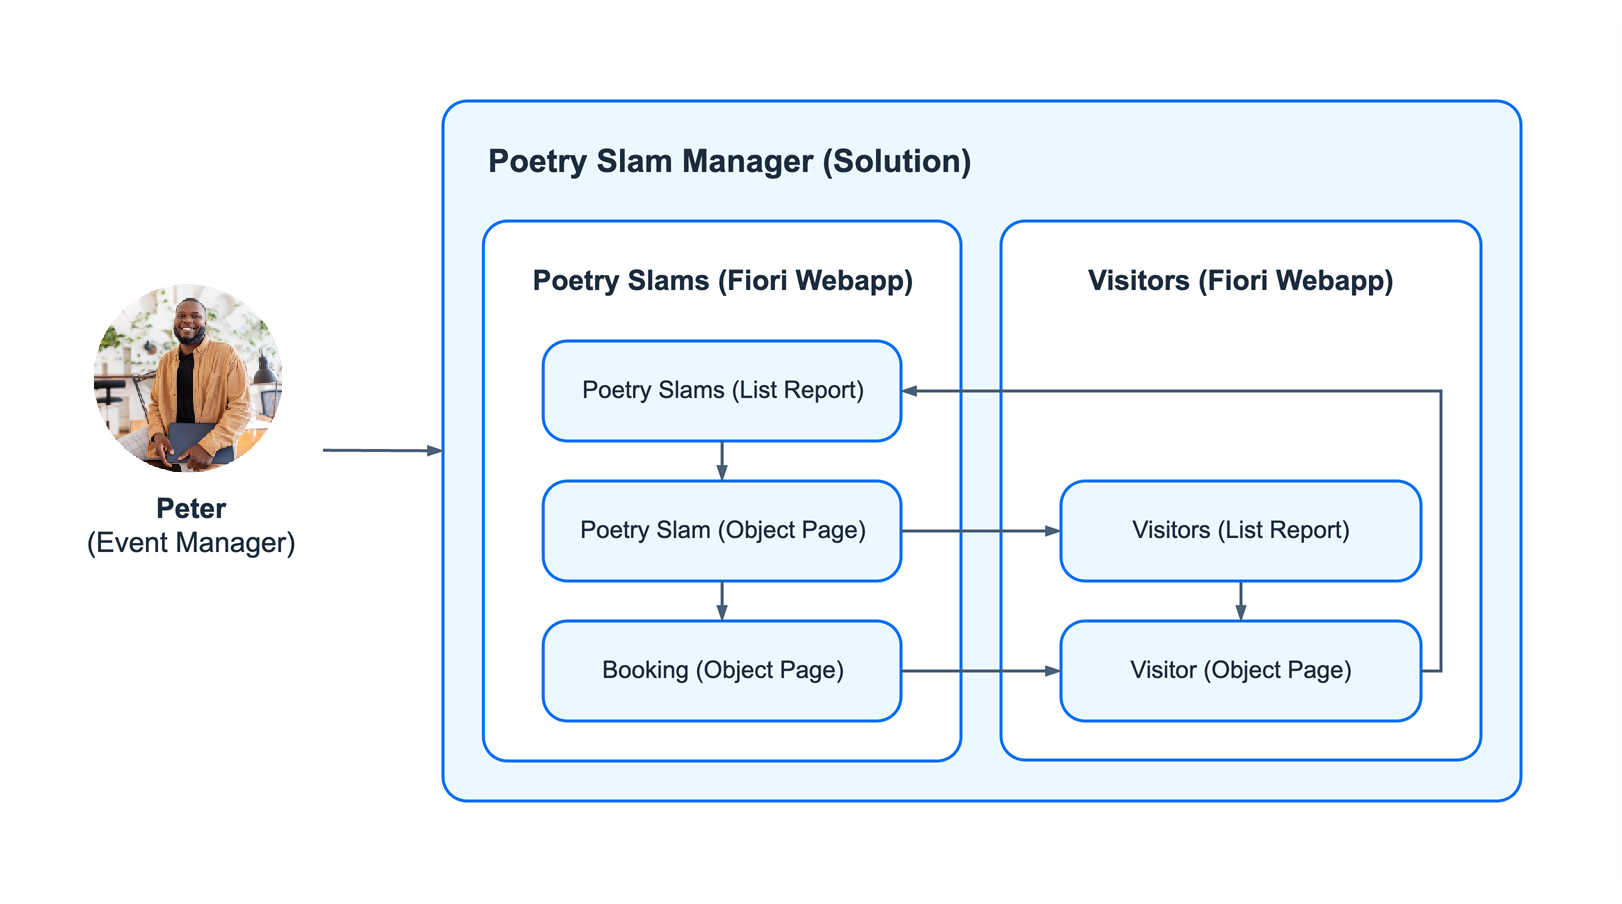 Poetry Slam Manager (Solution)
Poetry Slams (Fiori Webapp)
Poetry Slams (List Report)
Poetry Slam (Object Page)
Booking (Object Page)
Visitors (Fiori Webapp)
Visitors (List Report)
Visitor (Object Page)
Peter
(Event Manager)